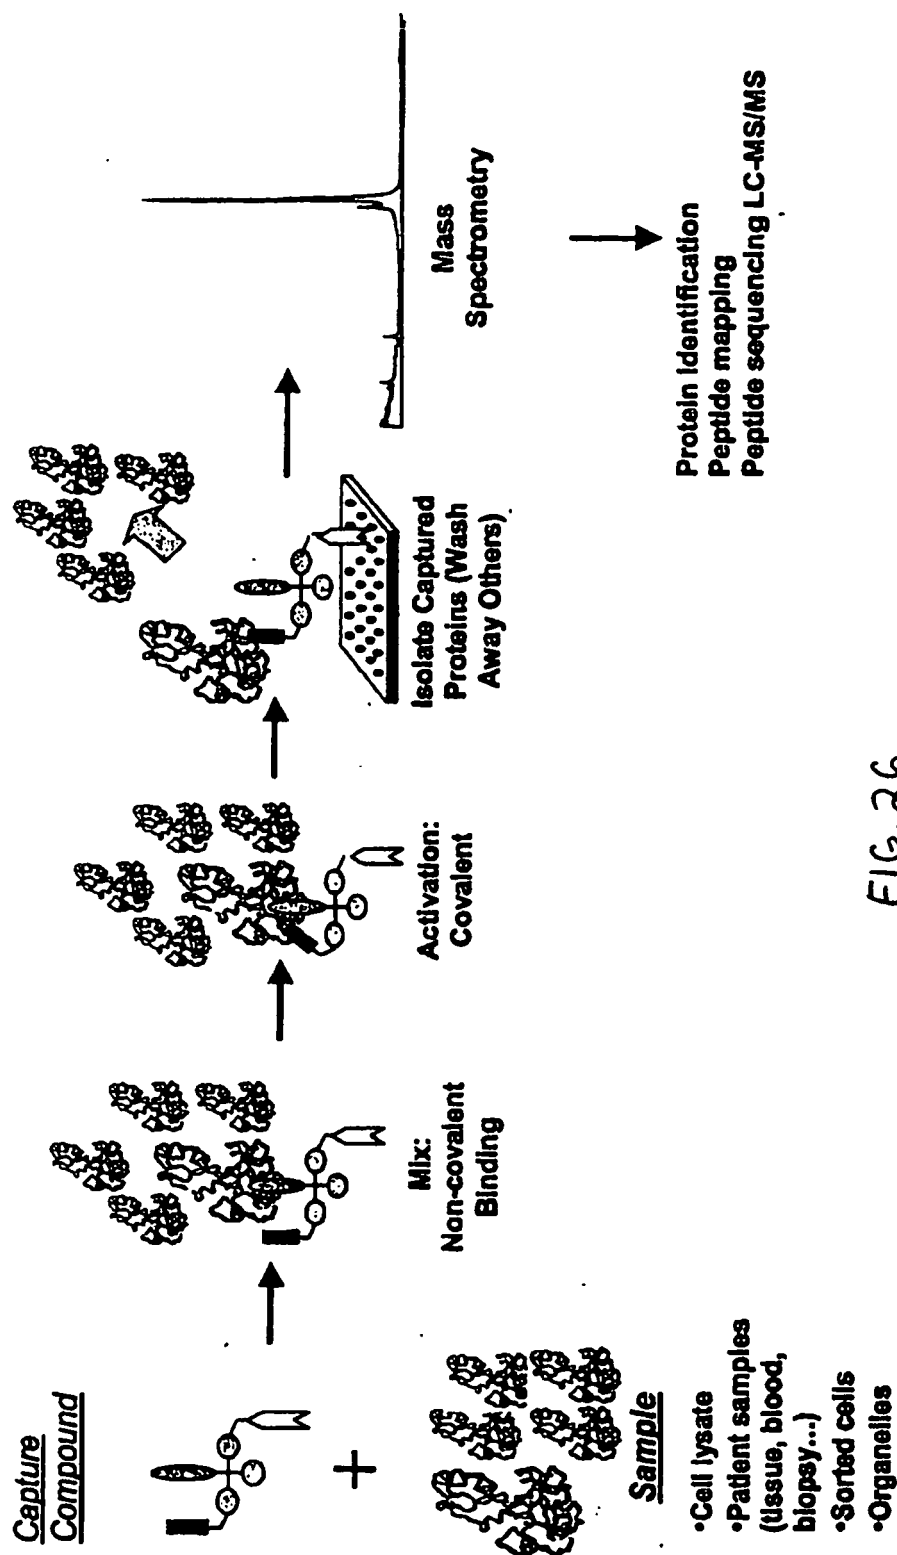 Capture
Compound
+
Sample
•Cell lysate
•Patient samples
(tissue, blood,
biopsy...)
•Sorted cells
•Organelles
Mix:
Non-covalent
Binding
Activation:
Covalent
Isolate Captured
Proteins (Wash
Away Others)
Mass
Spectrometry
Protein identification
Peptide mapping
Peptide sequencing LC-MS/MS
FIG. 26